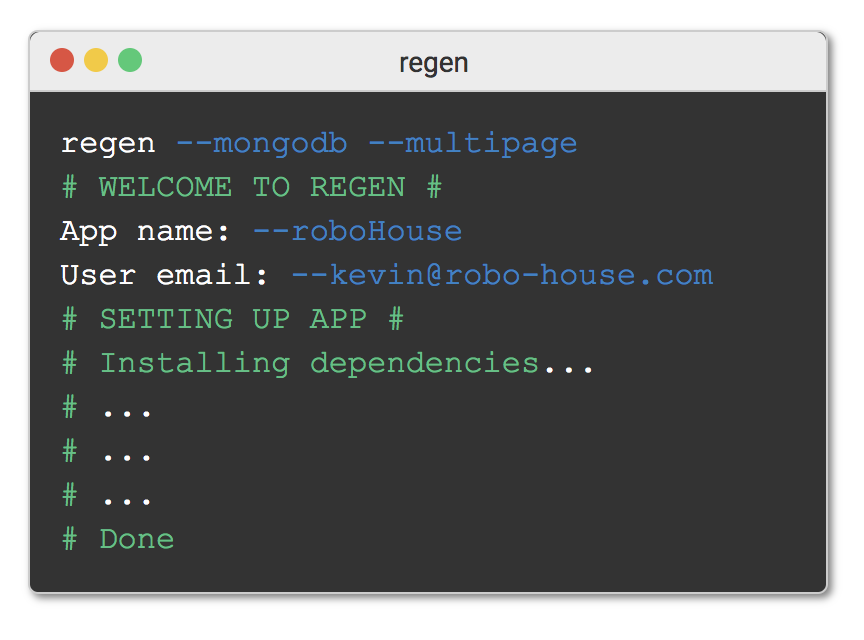 regen
regen --mongodb --multipage
# WELCOME TO REGEN #
App name: --roboHouse
User email: --kevin@robo-house.com
# SETTING UP APP #
# Installing dependencies...
# ...
# ...
# ...
# Done